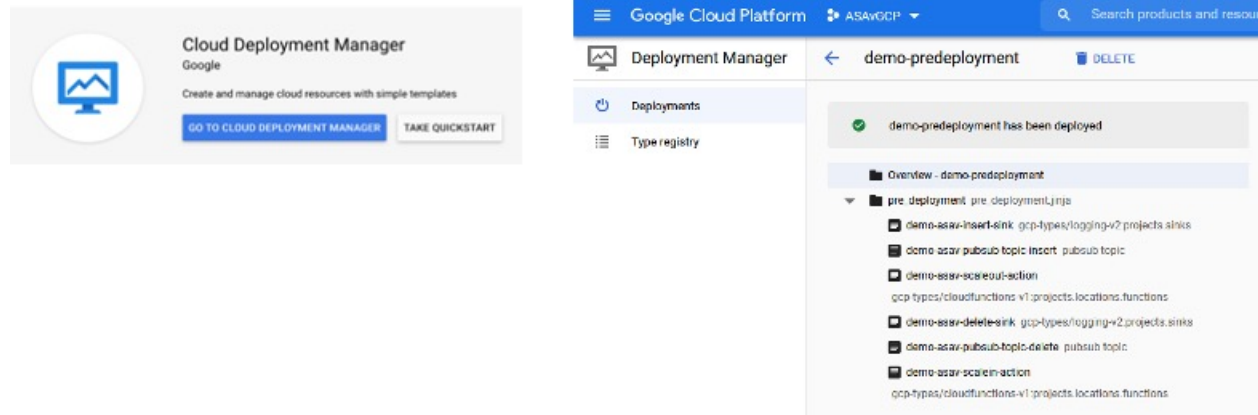 Cloud Deployment Manager
Google
Create and manage cloud resources with simple templates
GO TO CLOUD DEPLOYMENT MANAGER TAKE QUICKSTART
Google Cloud Platform ASAvGCP Search products and resou
Deployment Manager demo-predeployment DELETE
Deployments
Type registry
demo-predeployment has been deployed
Overview - demo-predeployment
pre_deployment pre_deployment.jinja
demo-asav-insert-sink gcp-types/logging-v2:projects.sinks
demo-asav-pubsub-topic-insert pubsub topic
demo-asav-scaleout-action
gcp-types/cloudfunctions-v1:projects.locations.functions
demo-asav-delete-sink gcp-types/logging-v2:projects.sinks
demo-asav-pubsub-topic-delete pubsub topic
demo-asav-scalein-action
gcp-types/cloudfunctions-v1:projects.locations.functions